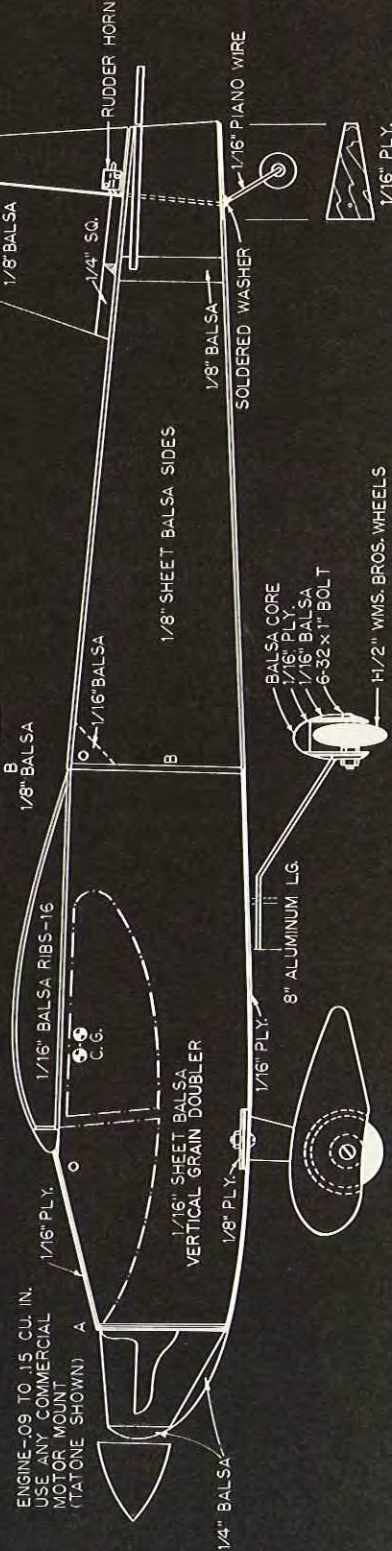 ENGINE-.09 TO .15 CU. IN.
USE ANY COMMERCIAL
MOTOR MOUNT
(TATONE SHOWN)
A
1/16" PLY.
1/16" BALSA RIBS-16
B
1/8" BALSA
1/8" BALSA
RUDDER HORN
1/4" SQ.
1/16" BALSA
C.G.
B
1/8" SHEET BALSA SIDES
1/8" BALSA
1/16" PIANO WIRE
SOLDERED WASHER
1/16" SHEET BALSA
VERTICAL GRAIN DOUBLER
1/8" PLY.
1/16" PLY.
1/4" BALSA
8" ALUMINUM L.G.
BALSA CORE
1/16" PLY.
1/16" BALSA
6-32 x 1" BOLT
1-1/2" WMS. BROS. WHEELS
1/16" PLY.